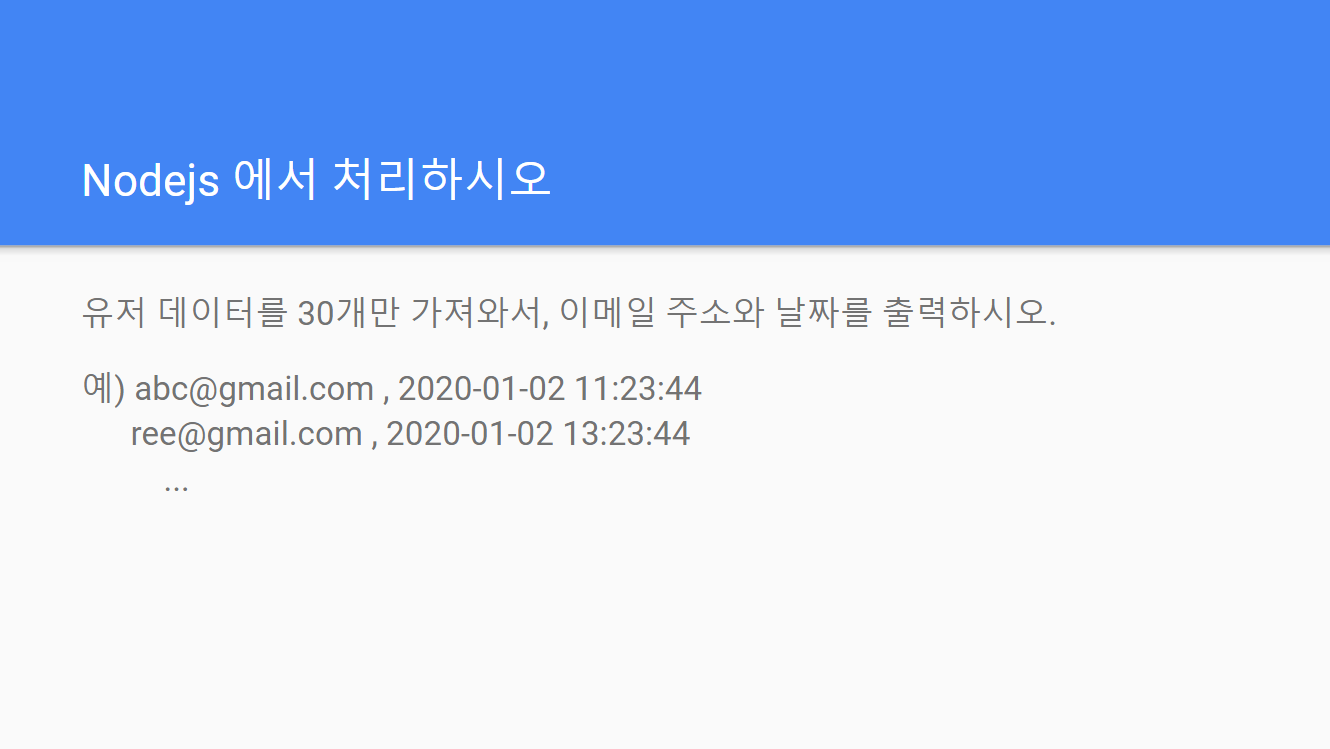 Nodejs 에서 처리하시오
유저 데이터를 30개만 가져와서, 이메일 주소와 날짜를 출력하시오.
예) abc@gmail.com , 2020-01-02 11:23:44
ree@gmail.com , 2020-01-02 13:23:44
...